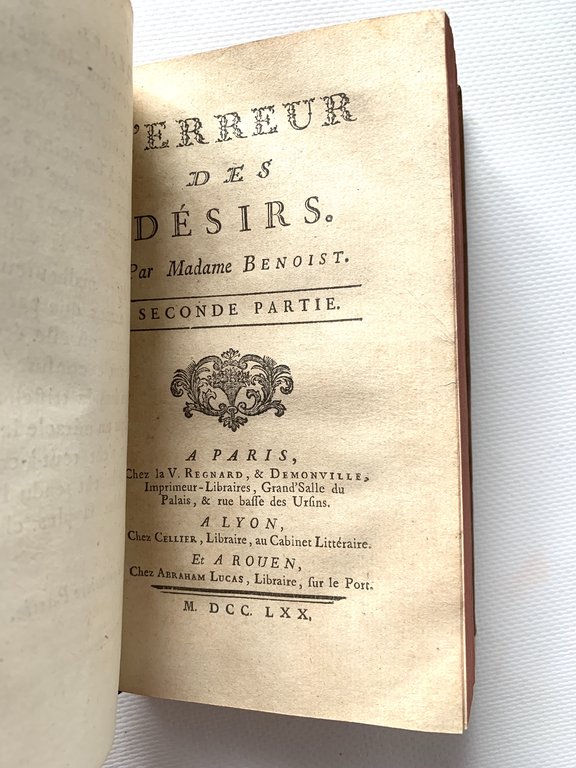 L'ERREUR
DES
DÉSIRS.
Par Madame BENOIST.
SECONDE PARTIE.
A PARIS,
Chez la V. REGNARD, & DEMONVILLE,
Imprimeur-Libraires, Grand'Salle du
Palais, & rue basse des Ursins.
A LYON,
Chez CELLIER, Libraire, au Cabinet Littéraire.
Et A ROUEN,
Chez ABRAHAM LUCAS, Libraire, sur le Port.
M. DCC. LXX.